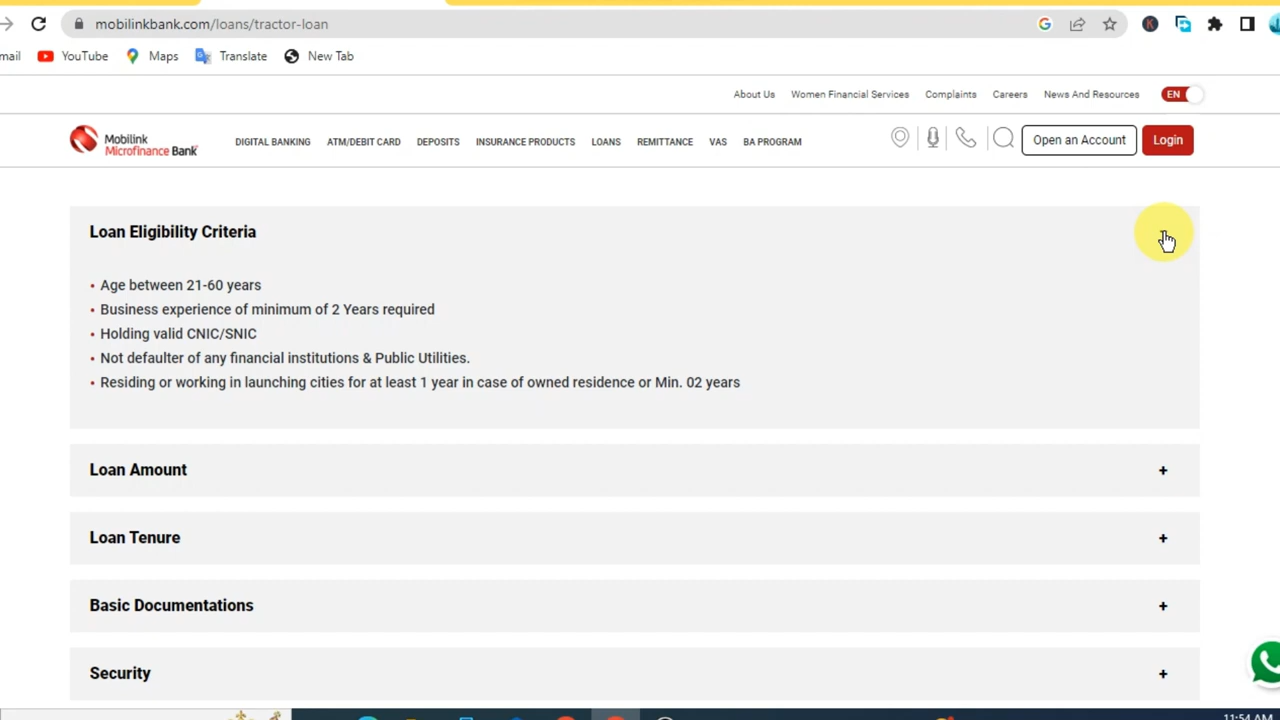 mobilinkbank.com/loans/tractor-loan
YouTube Maps Translate New Tab
About Us Women Financial Services Complaints Careers News And Resources EN
Mobilink
Microfinance Bank
DIGITAL BANKING ATM/DEBIT CARD DEPOSITS INSURANCE PRODUCTS LOANS REMITTANCE VAS BA PROGRAM Open an Account Login
Loan Eligibility Criteria
• Age between 21-60 years
• Business experience of minimum of 2 Years required
• Holding valid CNIC/SNIC
• Not defaulter of any financial institutions & Public Utilities.
• Residing or working in launching cities for at least 1 year in case of owned residence or Min. 02 years
Loan Amount +
Loan Tenure +
Basic Documentations +
Security +